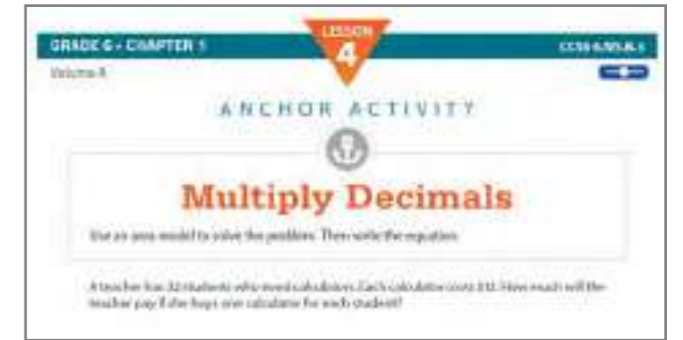 LESSON
4
GRADE 6 • CHAPTER 1
Volume A
ANCHOR ACTIVITY
Multiply Decimals
Use an area model to solve the problem. Then write the equation.
A teacher has 32 students who need calculators. Each calculator costs $12. How much will the
teacher pay if she buys one calculator for each student?